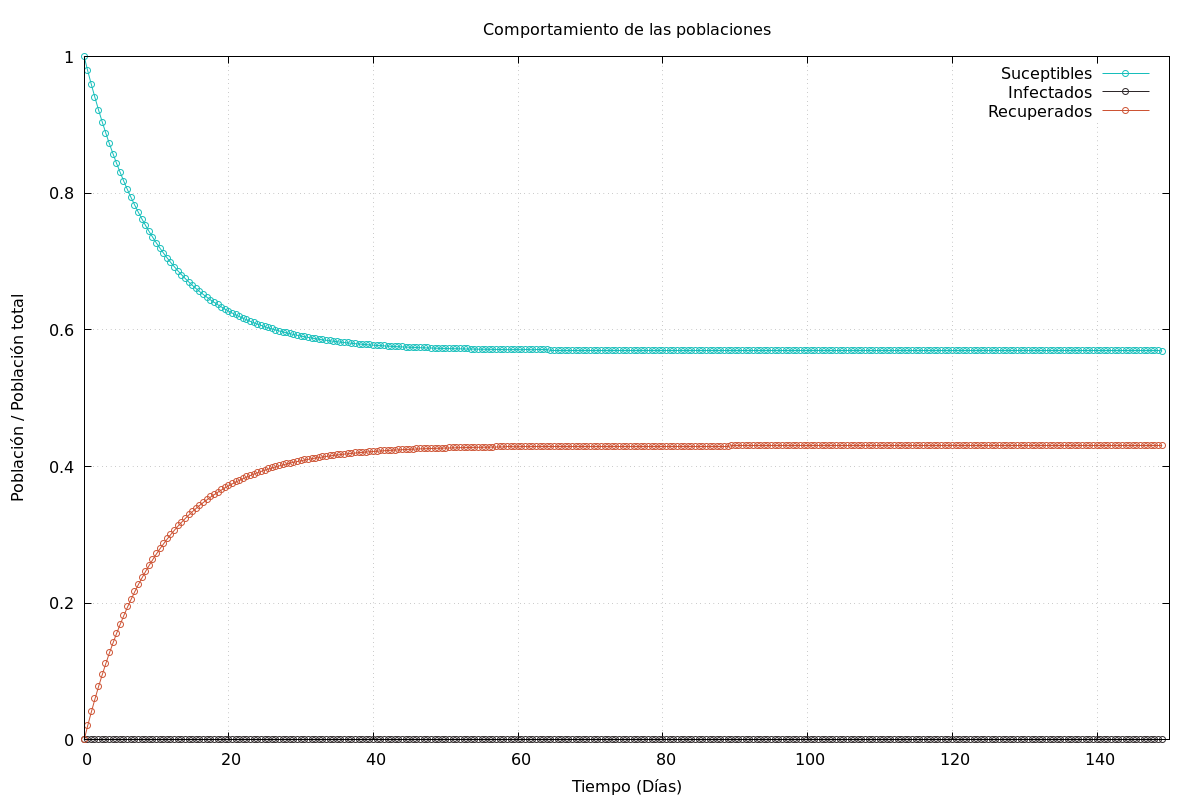 Comportamiento de las poblaciones
1
0.8
0.6
0.4
0.2
0
Población / Población total
Suceptibles
Infectados
Recuperados
0 20 40 60 80 100 120 140
Tiempo (Días)